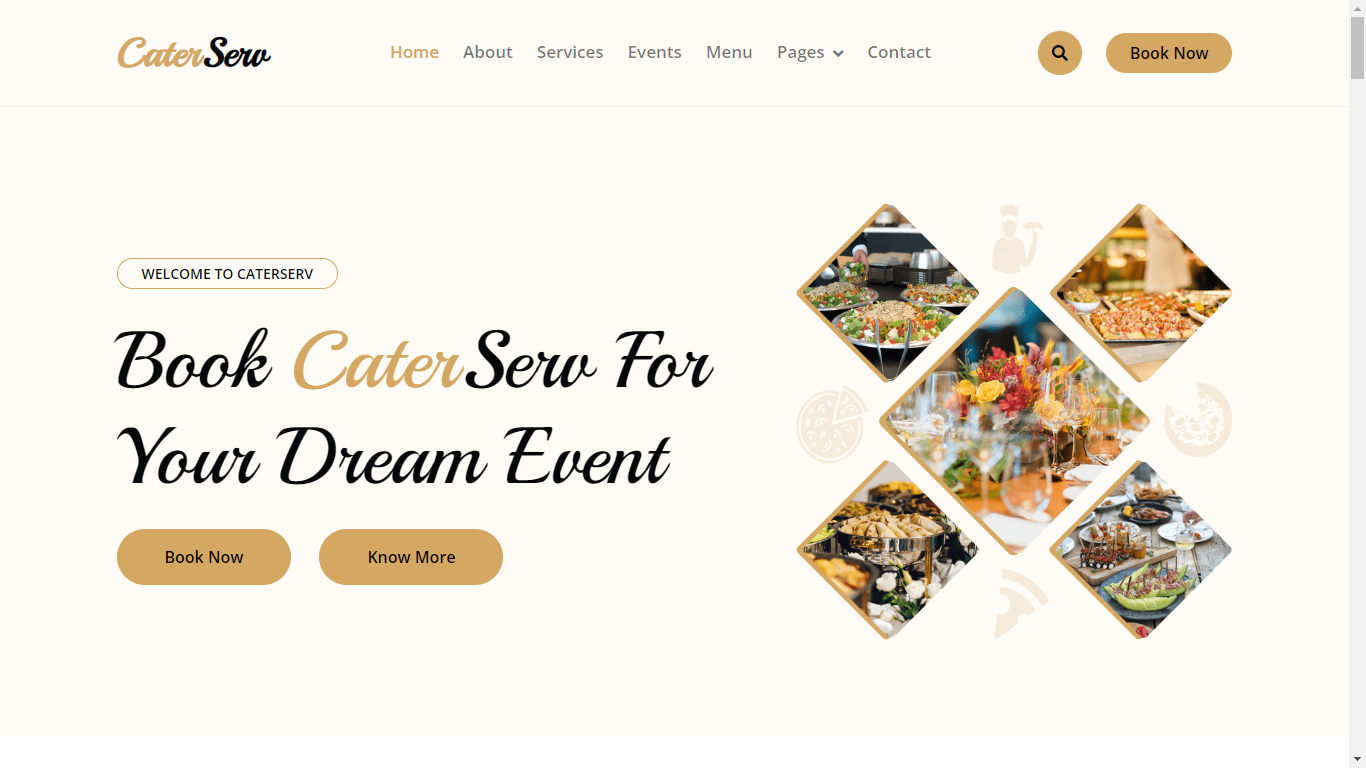 CaterServ
Home About Services Events Menu Pages Contact
Book Now
WELCOME TO CATERSERV
Book CaterServ For
Your Dream Event
Book Now
Know More